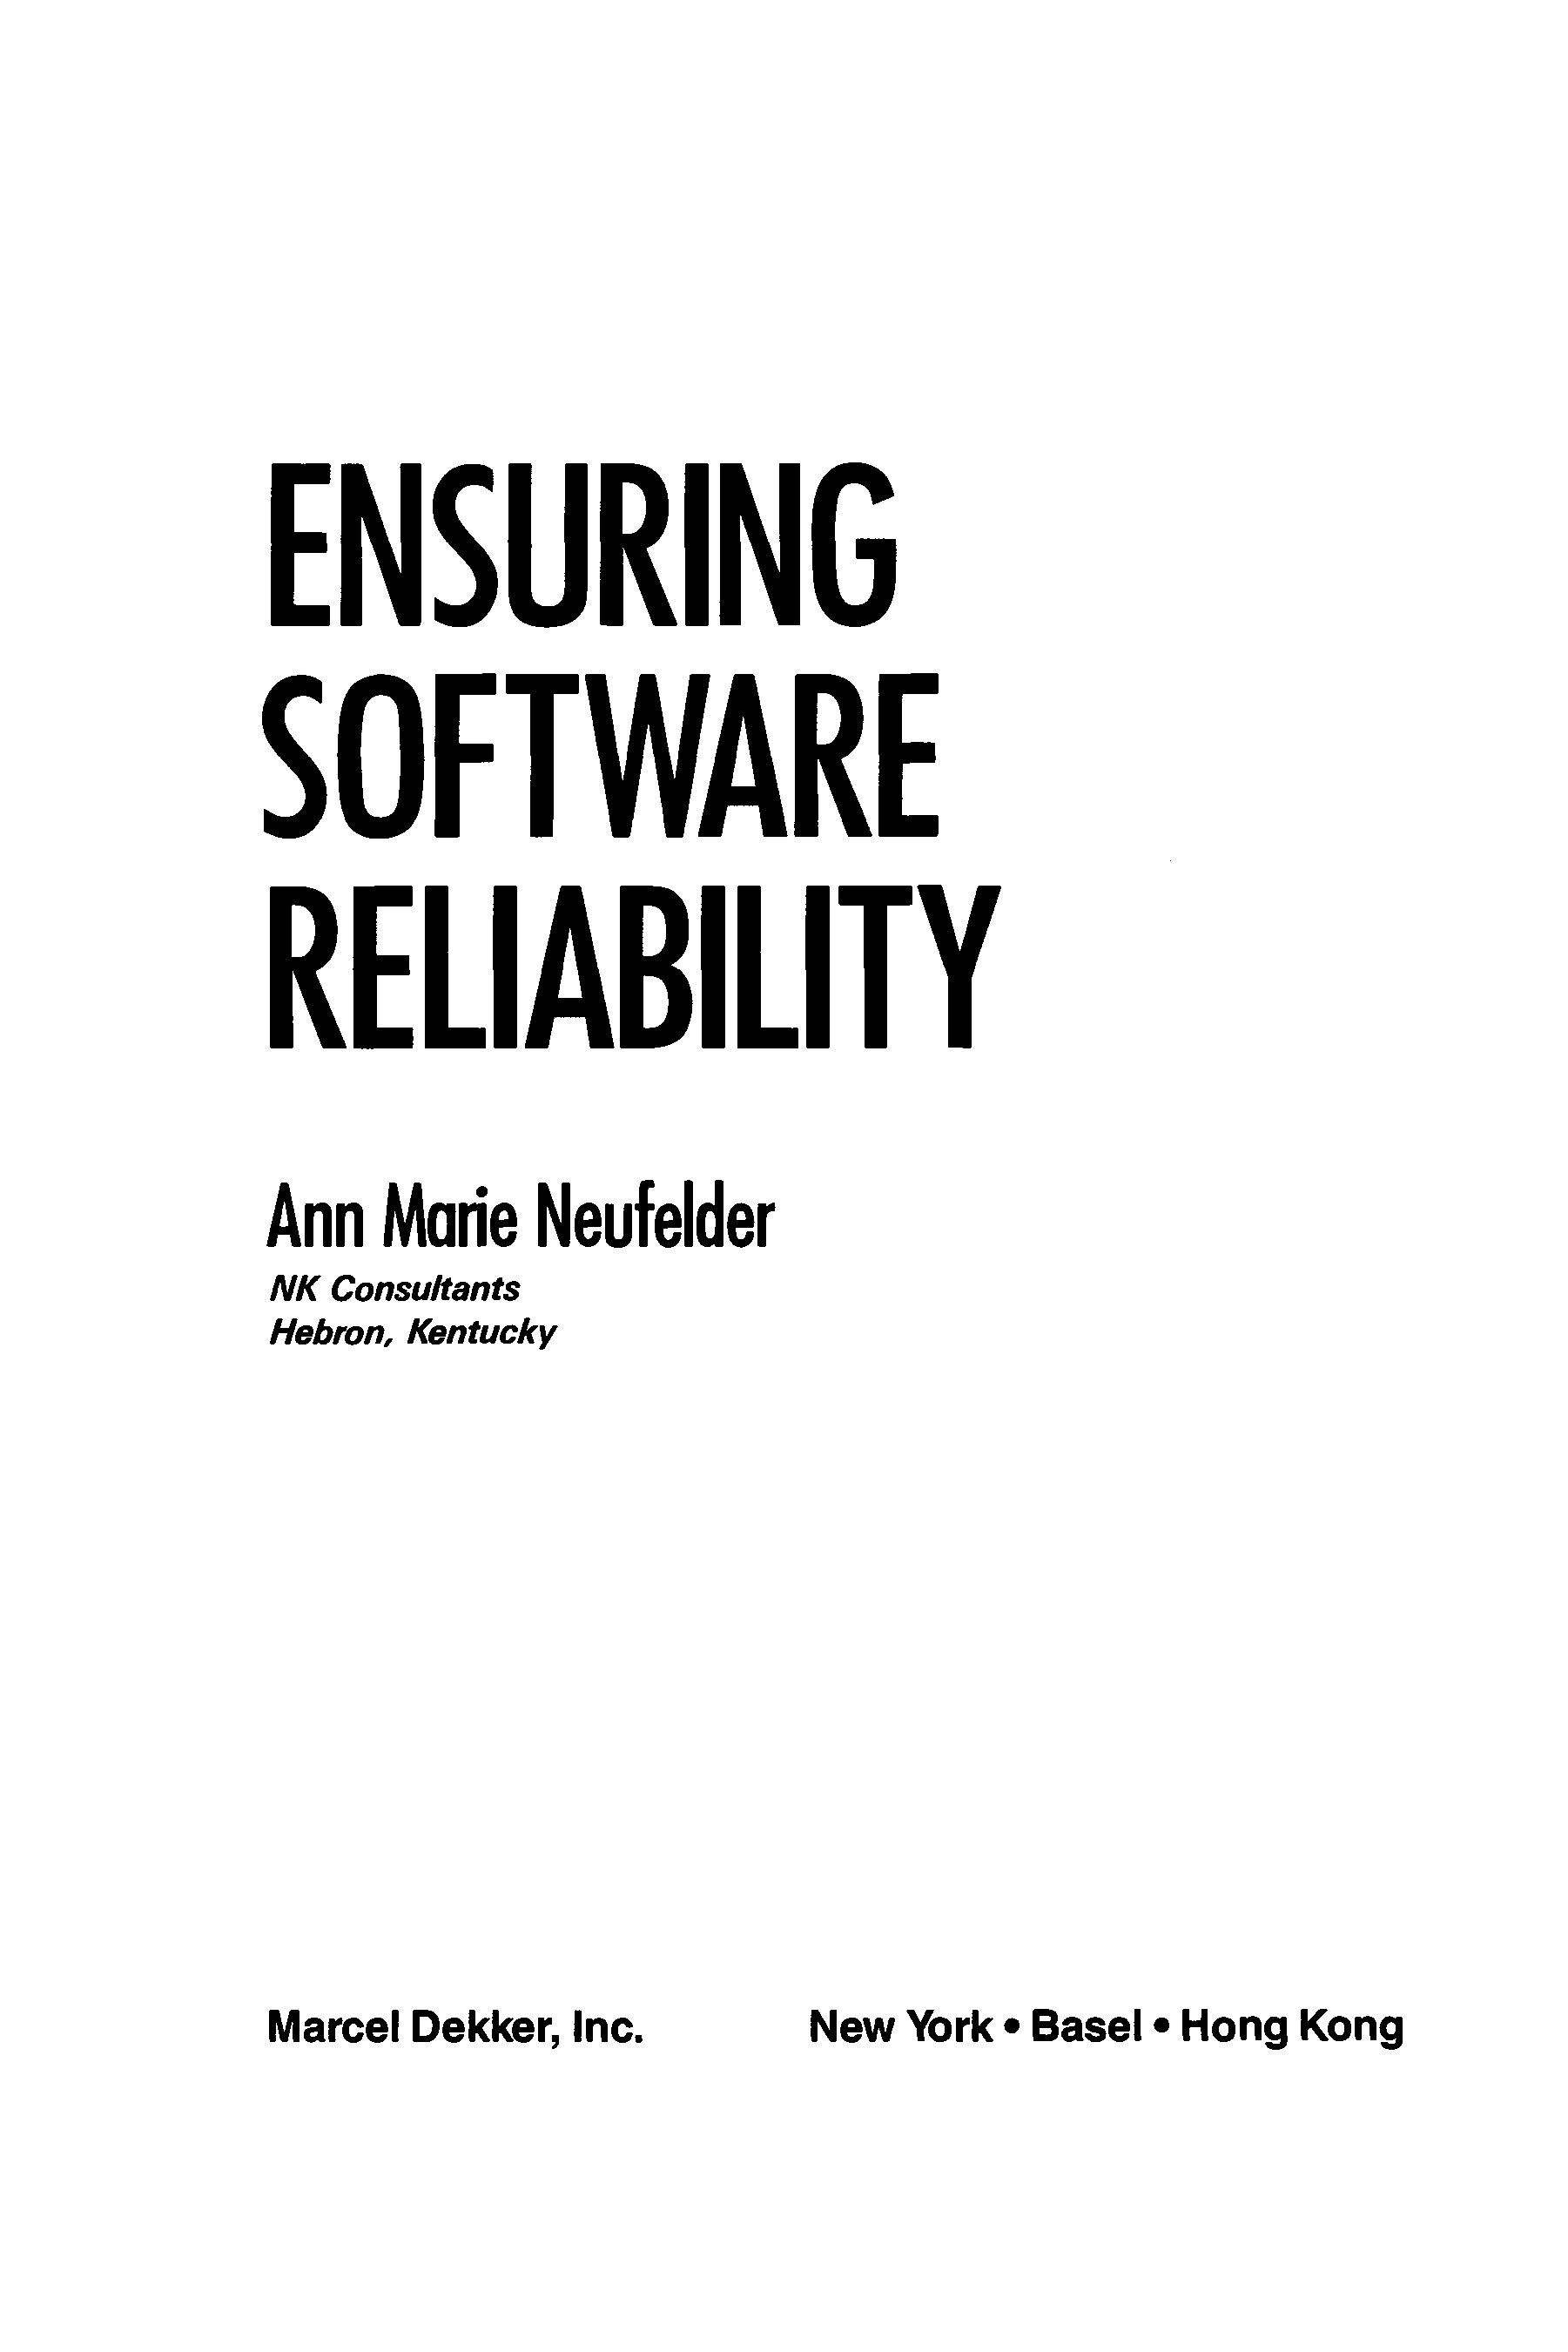 ENSURING
SOFTWARE
RELIABILITY
Ann Marie Neufelder
NK Consultants
Hebron, Kentucky
Marcel Dekker, Inc. New York • Basel • Hong Kong